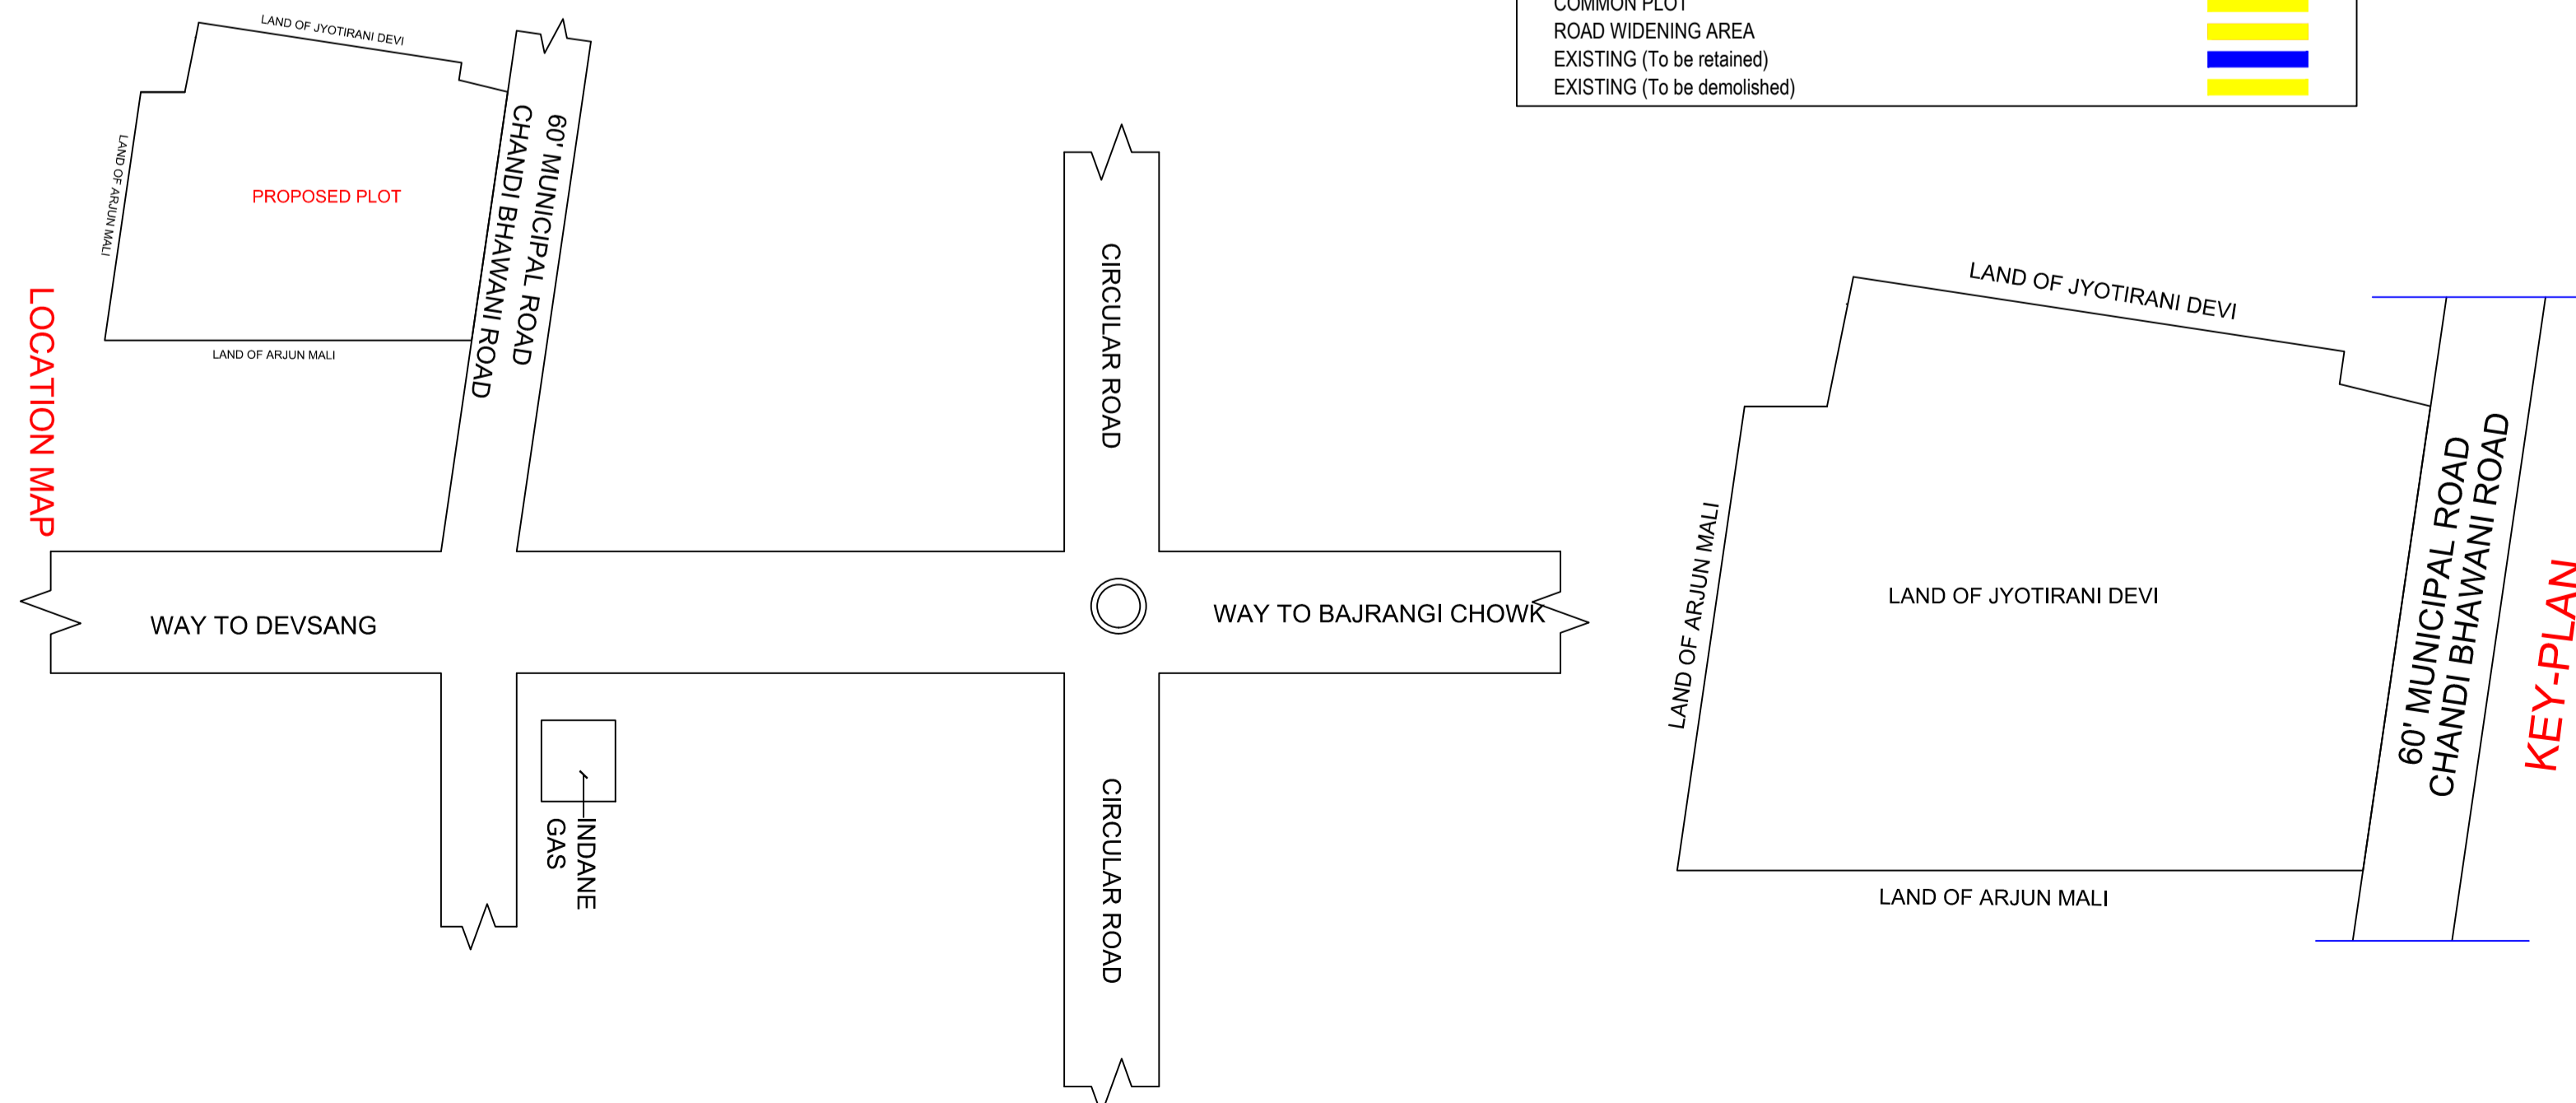 COMMON PLOT
ROAD WIDENING AREA
EXISTING (To be retained)
EXISTING (To be demolished)
LAND OF JYOTIRANI DEVI
LAND OF ARJUN MALI
PROPOSED PLOT
LAND OF ARJUN MALI
60' MUNICIPAL ROAD
CHANDI BHAWANI ROAD
LOCATION MAP
CIRCULAR ROAD
WAY TO DEVSANG
WAY TO BAJRANGI CHOWK
INDANE
GAS
CIRCULAR ROAD
LAND OF JYOTIRANI DEVI
LAND OF ARJUN MALI
LAND OF JYOTIRANI DEVI
LAND OF ARJUN MALI
60' MUNICIPAL ROAD
CHANDI BHAWANI ROAD
KEY-PLAN